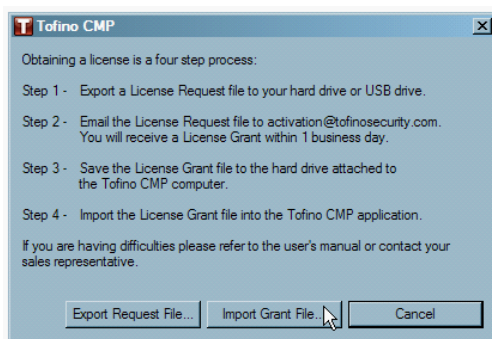 Tofino CMP
Obtaining a license is a four step process:
Step 1 - Export a License Request file to your hard drive or USB drive.
Step 2 - Email the License Request file to activation@tofinosecurity.com.
You will receive a License Grant within 1 business day.
Step 3 - Save the License Grant file to the hard drive attached to
the Tofino CMP computer.
Step 4 - Import the License Grant file into the Tofino CMP application.
If you are having difficulties please refer to the user's manual or contact your
sales representative.
Export Request File... Import Grant File... Cancel